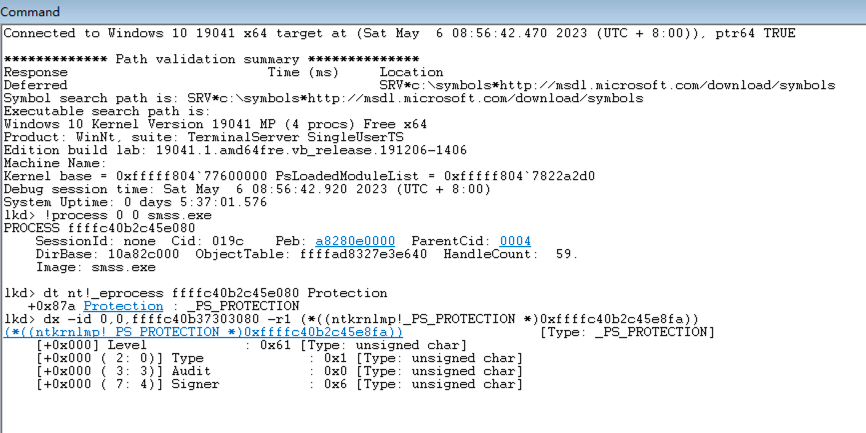 Command
Connected to Windows 10 19041 x64 target at (Sat May  6 08:56:42.470 2023 (UTC + 8:00)), ptr64 TRUE
************* Path validation summary **************
Response                         Time (ms)     Location
Deferred                                       SRV*c:\symbols*http://msdl.microsoft.com/download/symbols
Symbol search path is: SRV*c:\symbols*http://msdl.microsoft.com/download/symbols
Executable search path is:
Windows 10 Kernel Version 19041 MP (4 procs) Free x64
Product: WinNt, suite: TerminalServer SingleUserTS
Edition build lab: 19041.1.amd64fre.vb_release.191206-1406
Machine Name:
Kernel base = 0xfffff804`77600000 PsLoadedModuleList = 0xfffff804`7822a2d0
Debug session time: Sat May  6 08:56:42.920 2023 (UTC + 8:00)
System Uptime: 0 days 5:37:01.576
lkd> !process 0 0 smss.exe
PROCESS ffffc40b2c45e080
    SessionId: none  Cid: 019c    Peb: a8280e0000  ParentCid: 0004
    DirBase: 10a82c000  ObjectTable: ffffad8327e3e640  HandleCount:  59.
    Image: smss.exe
lkd> dt nt!_eprocess ffffc40b2c45e080 Protection
   +0x87a Protection : _PS_PROTECTION
lkd> dx -id 0,0,ffffc40b37303080 -r1 (*((ntkrnlmp!_PS_PROTECTION *)0xffffc40b2c45e8fa))
(*((ntkrnlmp!_PS_PROTECTION *)0xffffc40b2c45e8fa))                 [Type: _PS_PROTECTION]
    [+0x000] Level            : 0x61 [Type: unsigned char]
    [+0x000 ( 2: 0)] Type             : 0x1 [Type: unsigned char]
    [+0x000 ( 3: 3)] Audit            : 0x0 [Type: unsigned char]
    [+0x000 ( 7: 4)] Signer           : 0x6 [Type: unsigned char]